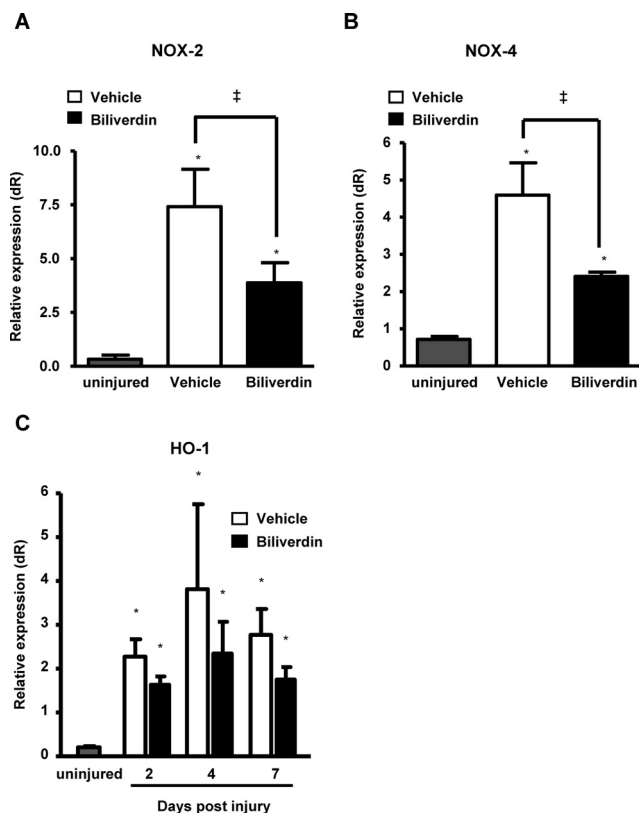 A
NOX-2
Vehicle
Biliverdin
‡
10.0
7.5
5.0
2.5
0.0
Relative expression (dR)
*
*
uninjured Vehicle Biliverdin
B
NOX-4
Vehicle
Biliverdin
‡
6
5
4
3
2
1
0
Relative expression (dR)
*
*
uninjured Vehicle Biliverdin
C
HO-1
Vehicle
Biliverdin
6
5
4
3
2
1
0
Relative expression (dR)
*
*
*
*
*
*
uninjured 2 4 7
Days post injury